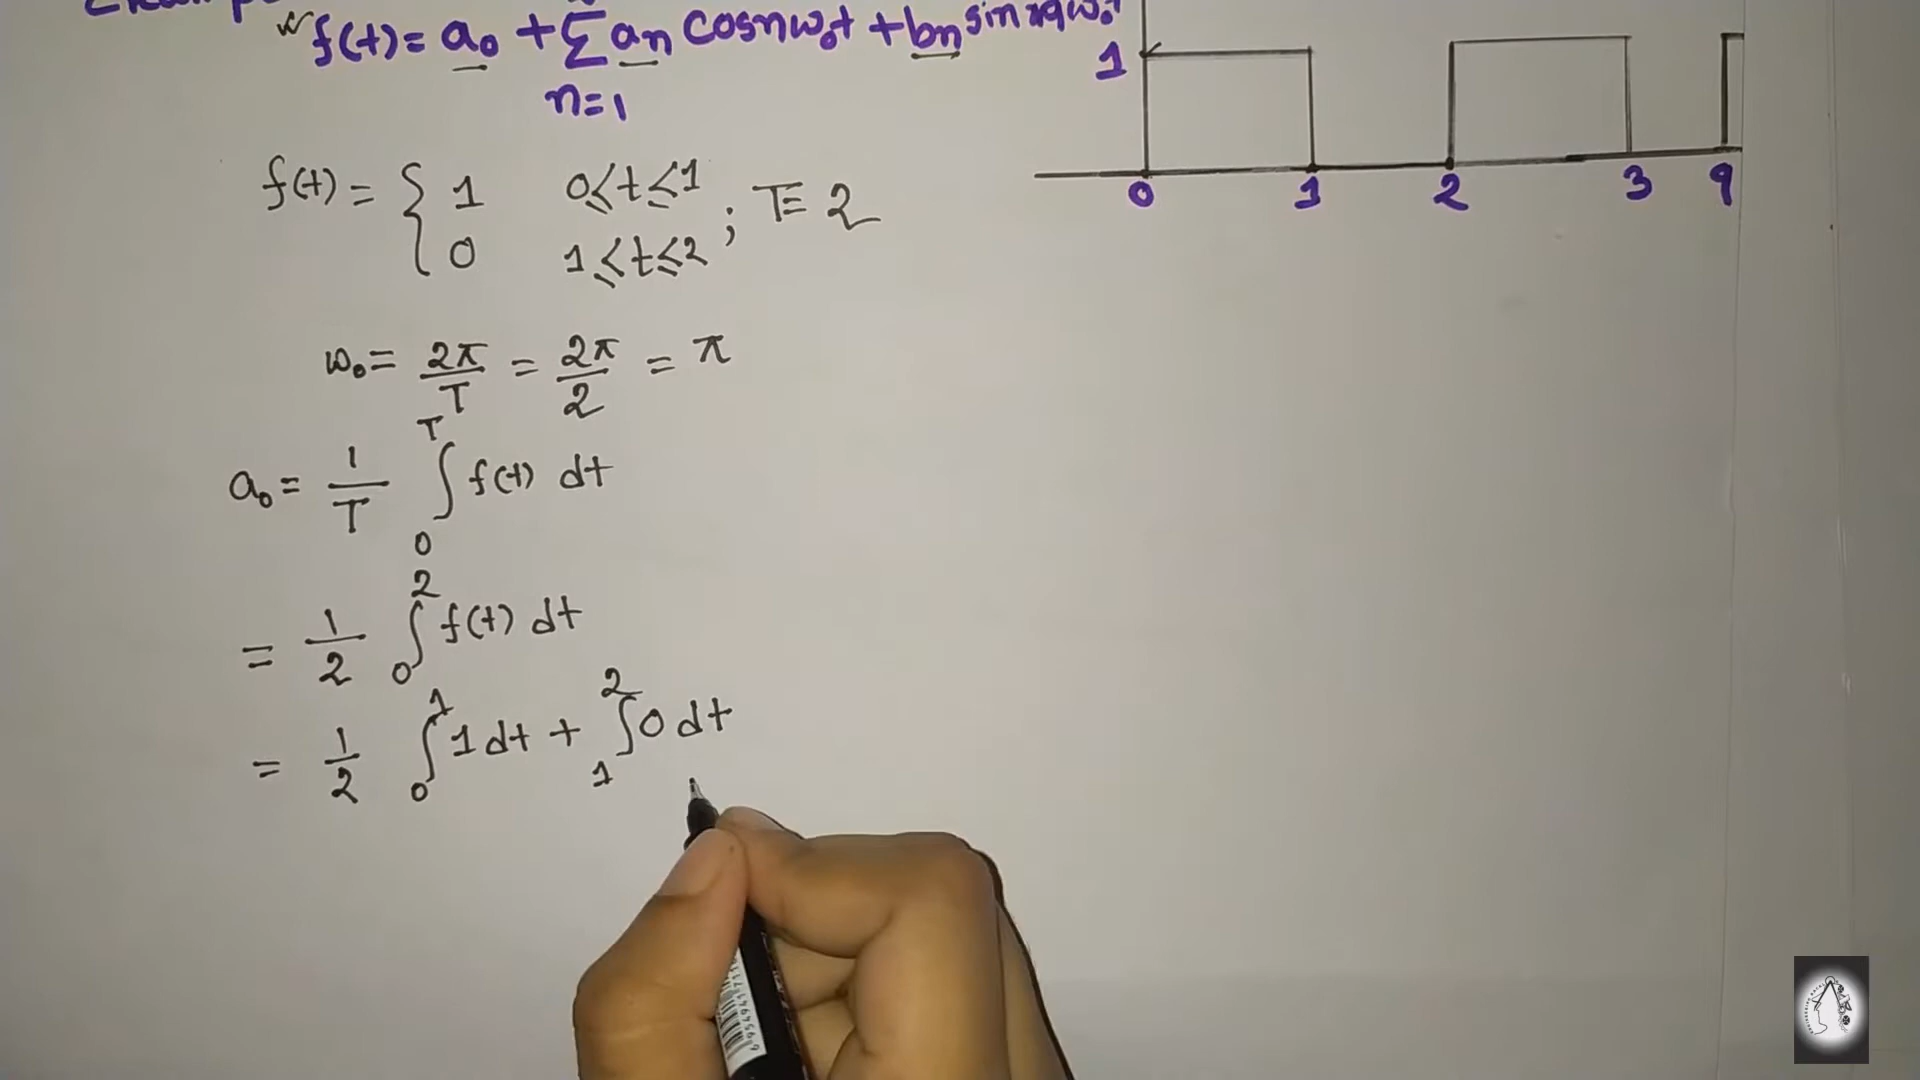 f(t) = a₀ + Σ aₙ cosnω₀t + bₙ sin nω₀t
n=1
f(t) = { 1 0≤t≤1
0 1≤t≤2 ; T= 2
1
0 1 2 3 4
ω₀ = 2π/T = 2π/2 = π
a₀ = 1/T ∫₀ᵀ f(t) dt
= 1/2 ∫₀² f(t) dt
= 1/2 ∫₀¹ 1 dt + ∫₁² 0 dt